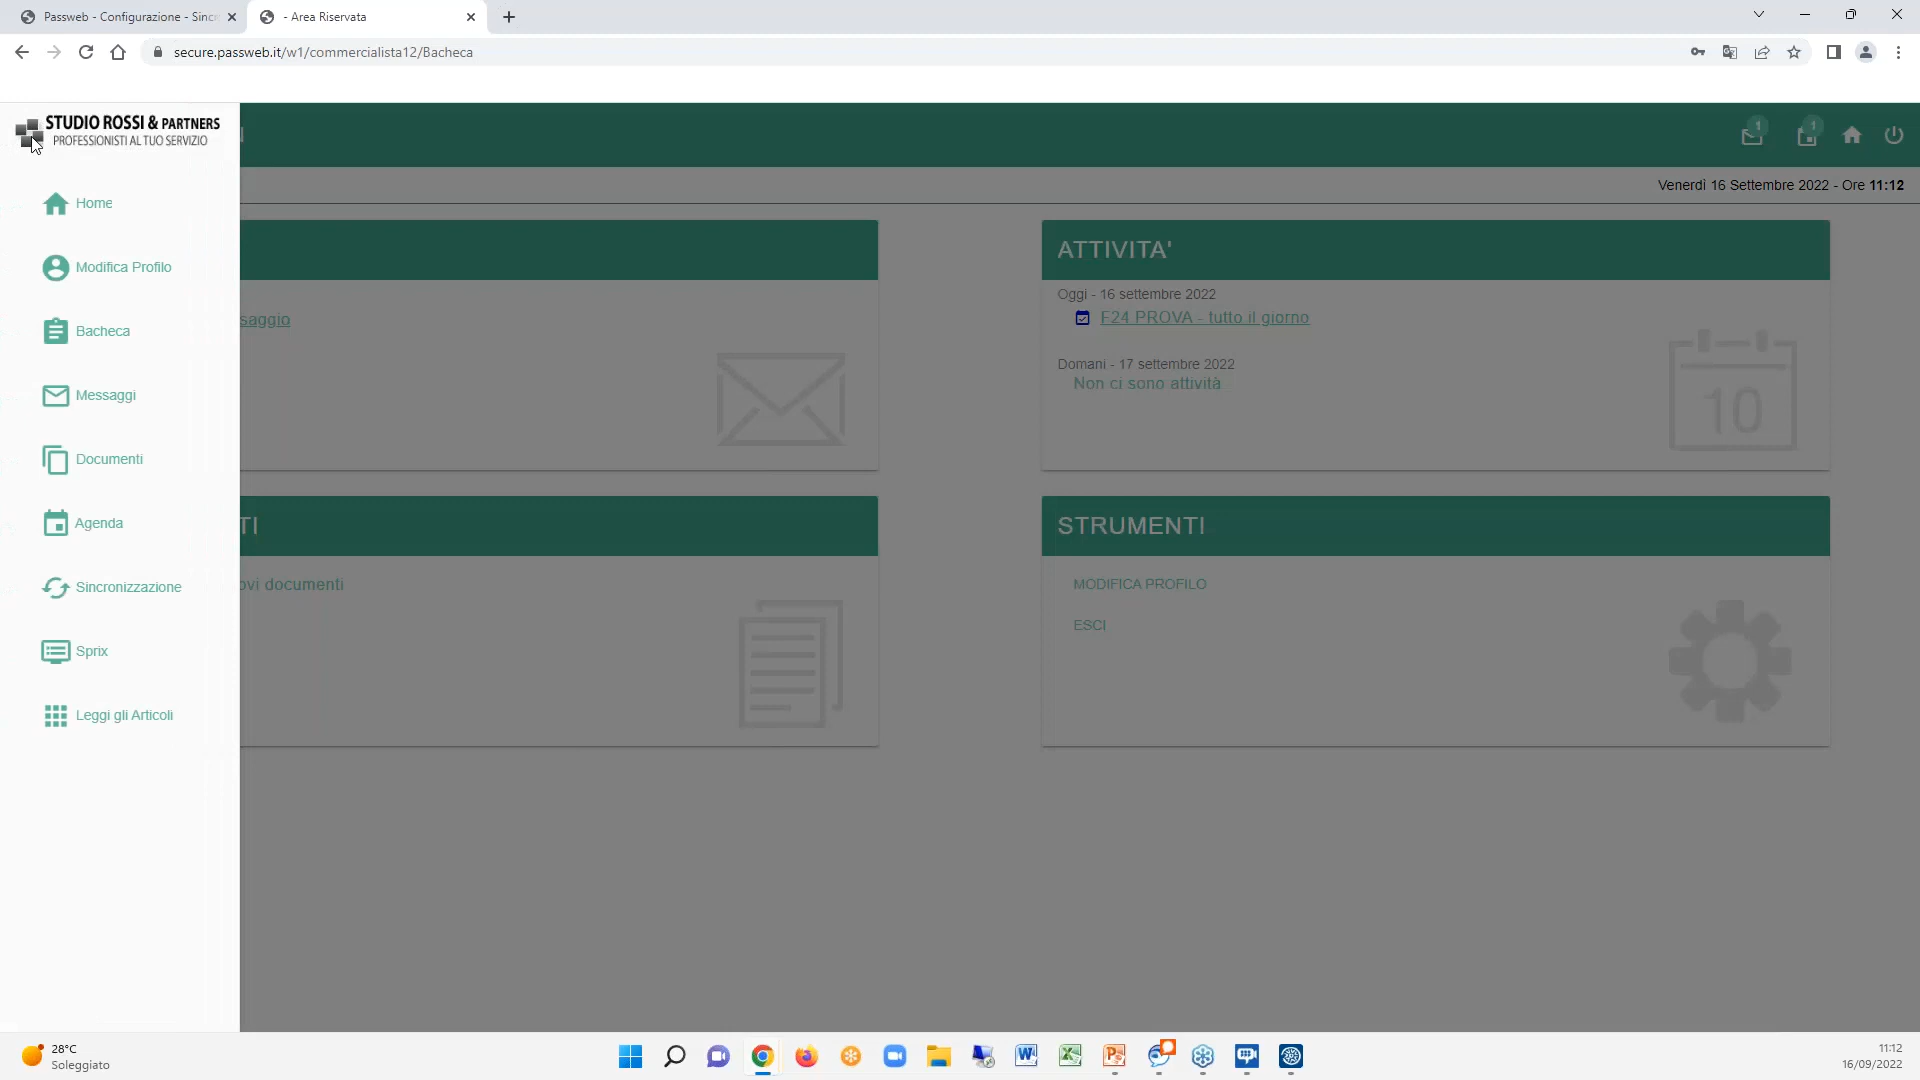 Passweb - Configurazione - Sinc
- Area Riservata
secure.passweb.it/w1/commercialista12/Bacheca
STUDIO ROSSI & PARTNERS
PROFESSIONISTI AL TUO SERVIZIO
1
1
Venerdì 16 Settembre 2022 - Ore 11:12
Home
Modifica Profilo
Bacheca
Messaggi
Documenti
Agenda
Sincronizzazione
Sprix
Leggi gli Articoli
saggio
TI
ovi documenti
ATTIVITA'
Oggi - 16 settembre 2022
F24 PROVA - tutto il giorno
Domani - 17 settembre 2022
Non ci sono attività
10
STRUMENTI
MODIFICA PROFILO
ESCI
28°C
Soleggiato
11:12
16/09/2022